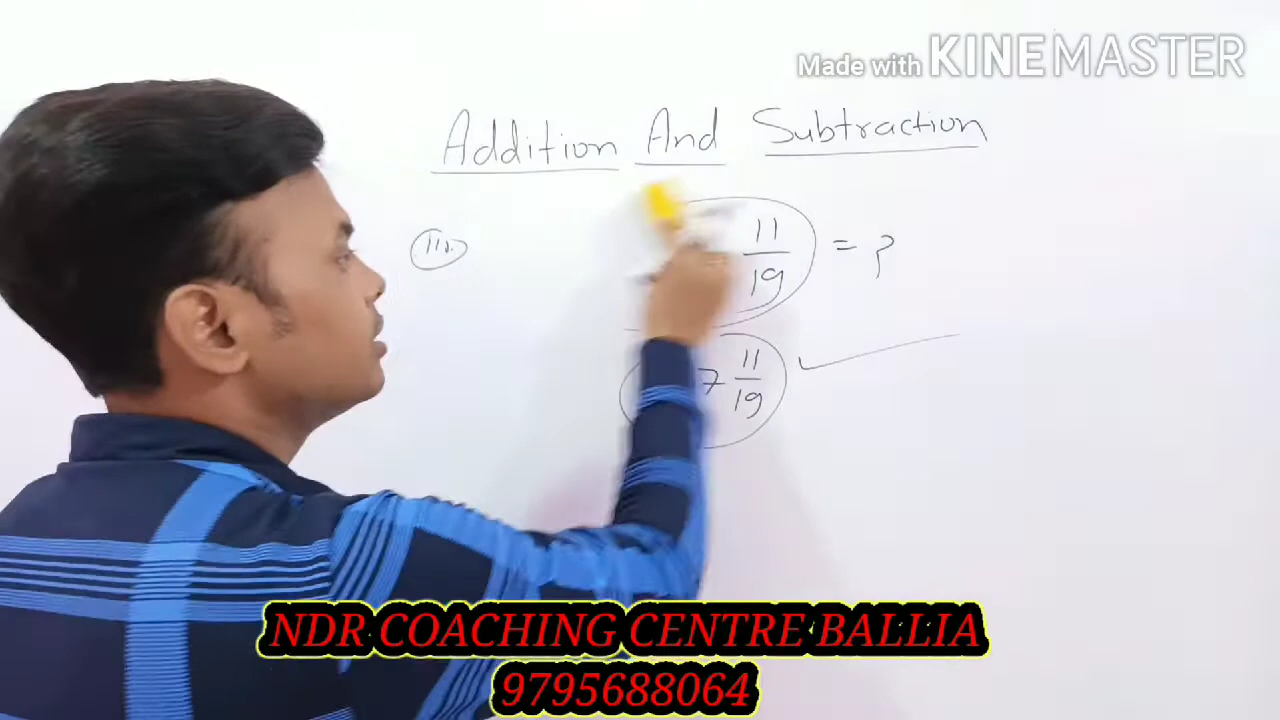 Made with KINEMASTER
Addition And Subtraction
(iii) 11/19 = ?
7 11/19
NDR COACHING CENTRE BALLIA
9795688064